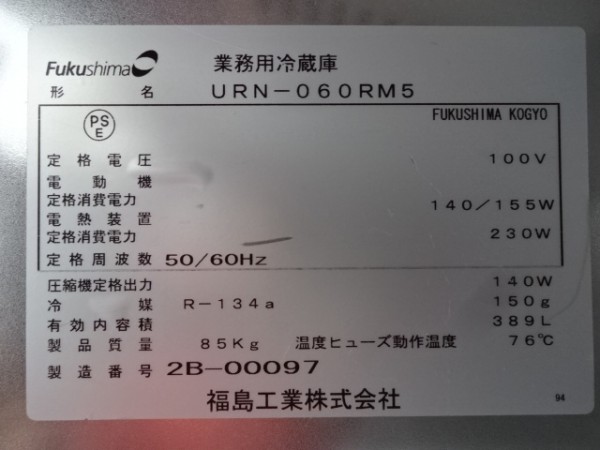 Fukushima 業務用冷蔵庫
形名 URN-060RM5
PS E FUKUSHIMA KOGYO
定格電圧 100V
電動機
定格消費電力 140/155W
電熱装置
定格消費電力 230W
定格周波数 50/60Hz
圧縮機定格出力 140W
冷媒 R-134a 150g
有効内容積 389L
製品質量 85Kg 温度ヒューズ動作温度 76℃
製造番号 2B-00097
福島工業株式会社 94